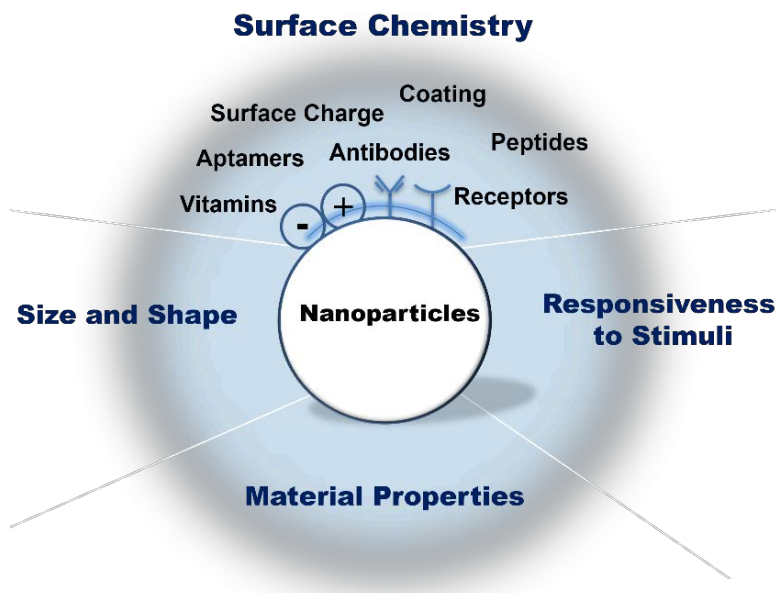 Surface Chemistry
Coating
Surface Charge
Peptides
Aptamers
Antibodies
Vitamins
Receptors
+
-
Nanoparticles
Size and Shape
Responsiveness
to Stimuli
Material Properties